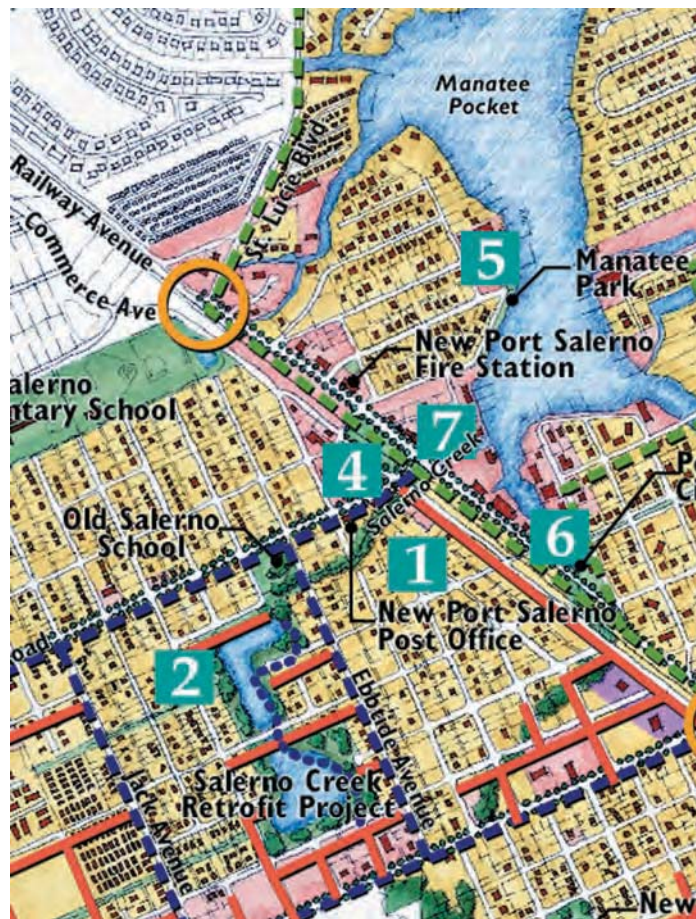 Manatee
Pocket
St. Lucie Blvd.
Railway Avenue
Commerce Ave
5
Manatee
Park
New Port Salerno
Fire Station
alerno
ntary School
7
4
Salerno Creek
P
C
Old Salerno
School
6
1
New Port Salerno
Post Office
oad
2
Ebbtide Avenue
Jack Avenue
Salerno Creek
Retrofit Project
New